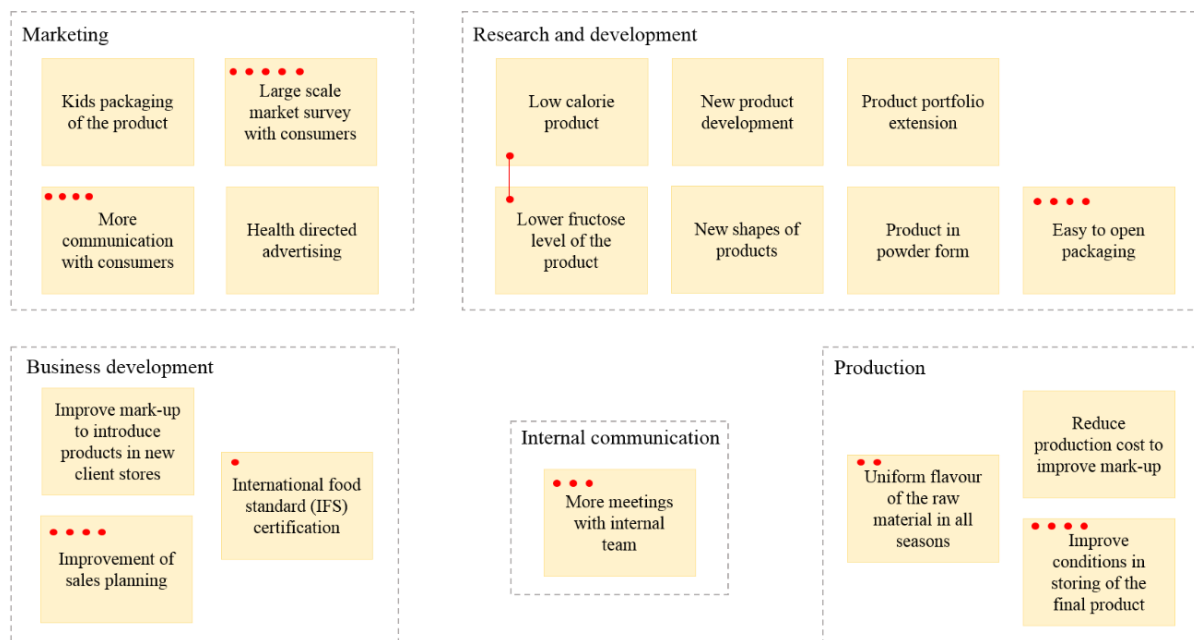 Marketing
Kids packaging
of the product
Large scale
market survey
with consumers
More
communication
with consumers
Health directed
advertising
Research and development
Low calorie
product
New product
development
Product portfolio
extension
Lower fructose
level of the
product
New shapes of
products
Product in
powder form
Easy to open
packaging
Business development
Improve mark-up
to introduce
products in new
client stores
International food
standard (IFS)
certification
Improvement of
sales planning
Internal communication
More meetings
with internal
team
Production
Reduce
production cost to
improve mark-up
Uniform flavour
of the raw
material in all
seasons
Improve
conditions in
storing of the
final product